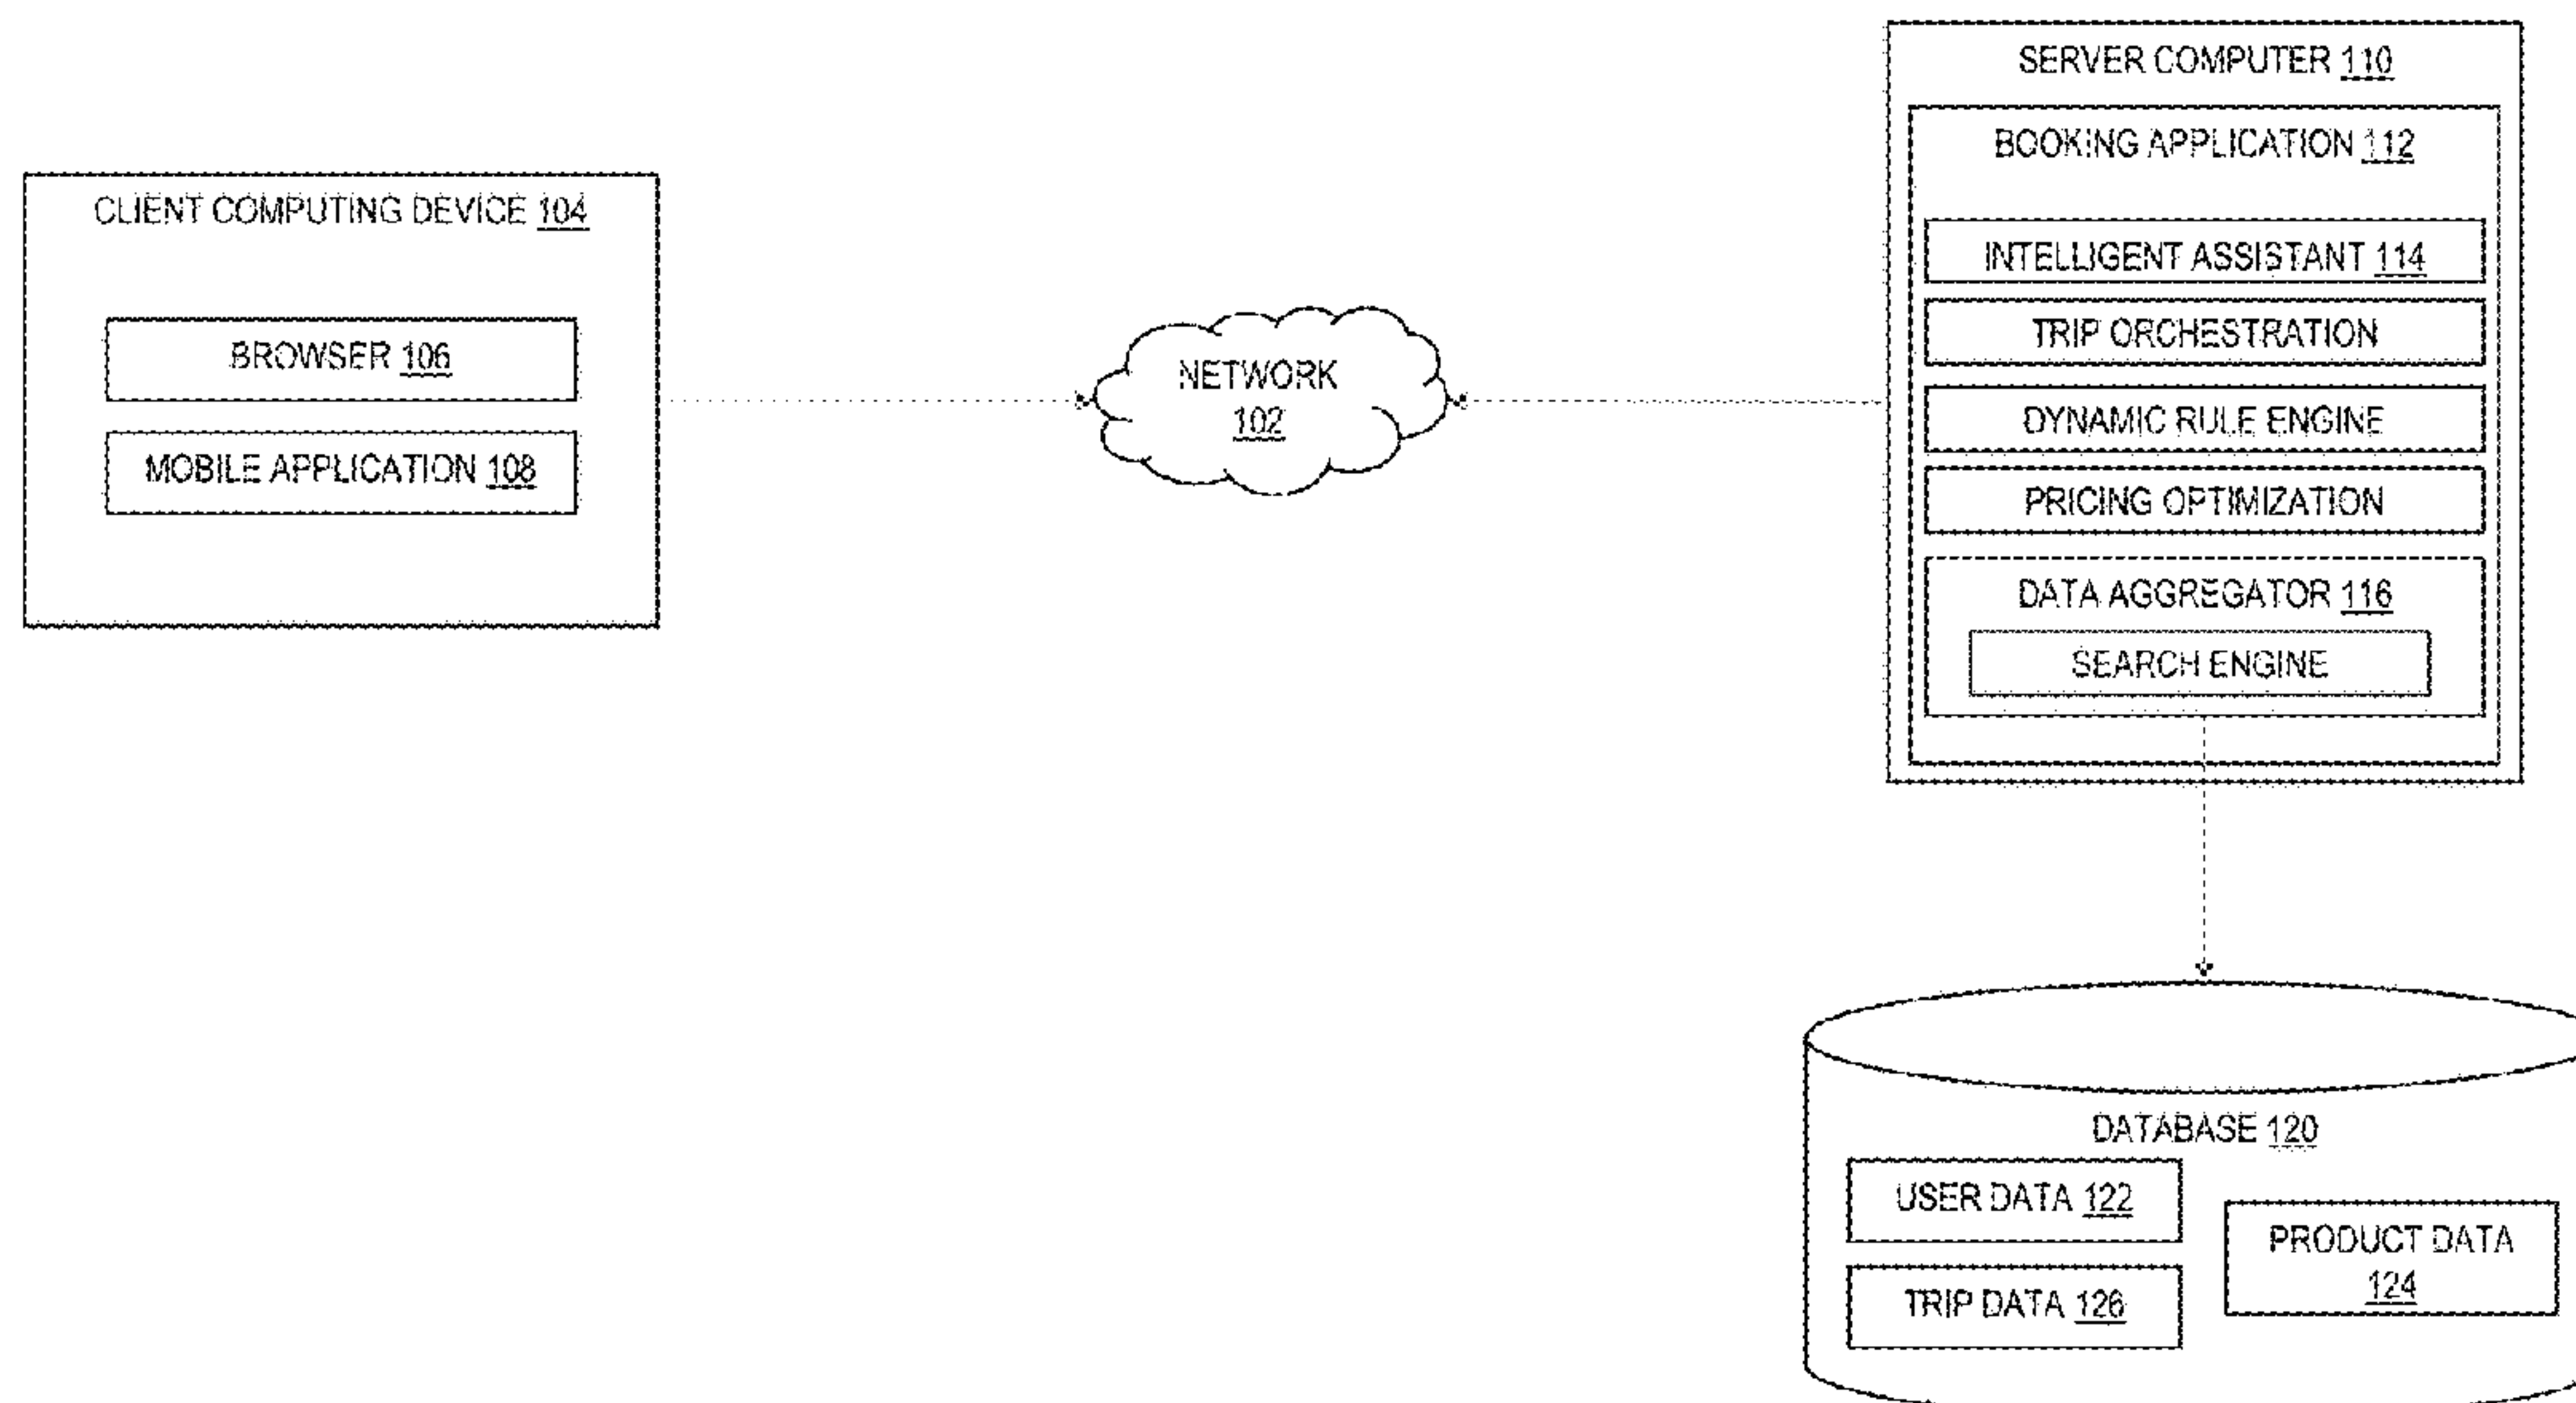 CLIENT COMPUTING DEVICE 104
BROWSER 106
MOBILE APPLICATION 108
NETWORK
102
SERVER COMPUTER 110
BOOKING APPLICATION 112
INTELLIGENT ASSISTANT 114
TRIP ORCHESTRATION
DYNAMIC RULE ENGINE
PRICING OPTIMIZATION
DATA AGGREGATOR 116
SEARCH ENGINE
DATABASE 120
USER DATA 122
TRIP DATA 126
PRODUCT DATA
124